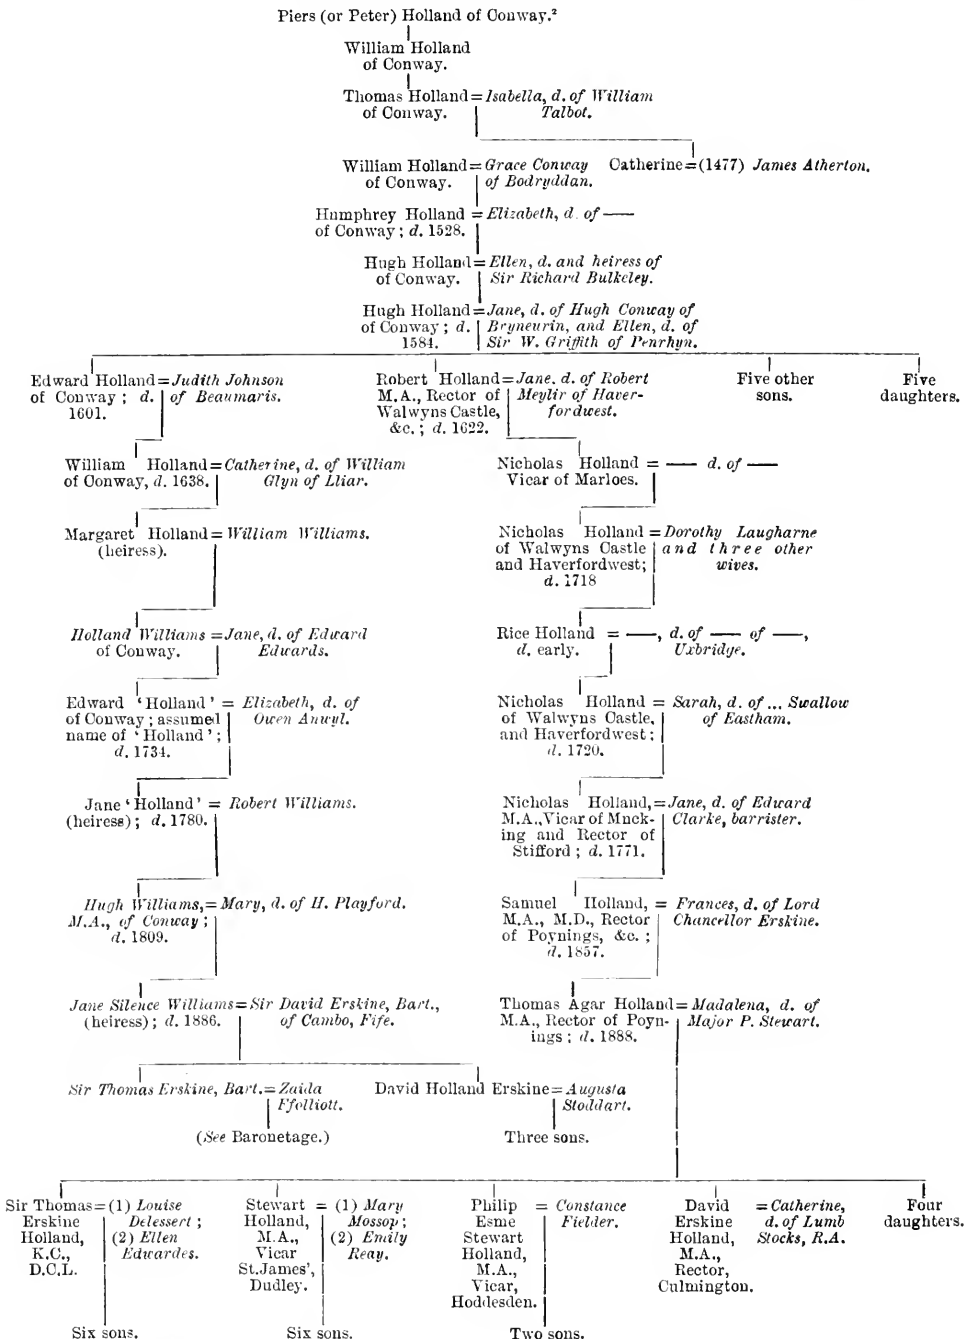 Piers (or Peter) Holland of Conway.²
William Holland
of Conway.
Thomas Holland = Isabella, d. of William
of Conway. Talbot.
William Holland = Grace Conway Catherine = (1477) James Atherton.
of Conway. of Bodryddan.
Humphrey Holland = Elizabeth, d. of —
of Conway; d. 1528.
Hugh Holland = Ellen, d. and heiress of
of Conway. Sir Richard Bulkeley.
Hugh Holland = Jane, d. of Hugh Conway of
of Conway; d. Bryneurin, and Ellen, d. of
1584. Sir W. Griffith of Penrhyn.
Edward Holland = Judith Johnson
of Conway; d. of Beaumaris.
1601.
Robert Holland = Jane, d. of Robert
M.A., Rector of Meylir of Haver-
Walwyns Castle, fordwest.
&c.; d. 1622.
Five other
sons.
Five
daughters.
William Holland = Catherine, d. of William
of Conway, d. 1638. Glyn of Lliar.
Nicholas Holland = — d. of —
Vicar of Marloes.
Margaret Holland = William Williams.
(heiress).
Nicholas Holland = Dorothy Laugharne
of Walwyns Castle and three other
and Haverfordwest; wives.
d. 1718
Holland Williams = Jane, d. of Edward
of Conway. Edwards.
Rice Holland = —, d. of — of —,
d. early. Uxbridge.
Edward 'Holland' = Elizabeth, d. of
of Conway; assumed Owen Anwyl.
name of 'Holland';
d. 1734.
Nicholas Holland = Sarah, d. of ... Swallow
of Walwyns Castle, of Eastham.
and Haverfordwest;
d. 1720.
Jane 'Holland' = Robert Williams.
(heiress); d. 1780.
Nicholas Holland, = Jane, d. of Edward
M.A., Vicar of Muck- Clarke, barrister.
ing and Rector of
Stifford; d. 1771.
Hugh Williams, = Mary, d. of H. Playford.
M.A., of Conway;
d. 1809.
Samuel Holland, = Frances, d. of Lord
M.A., M.D., Rector Chancellor Erskine.
of Poynings, &c.;
d. 1857.
Jane Silence Williams = Sir David Erskine, Bart.,
(heiress); d. 1886. of Cambo, Fife.
Thomas Agar Holland = Madalena, d. of
M.A., Rector of Poyn- Major P. Stewart.
ings; d. 1888.
Sir Thomas Erskine, Bart. = Zaida
Ffolliott.
(See Baronetage.)
David Holland Erskine = Augusta
Stoddart.
Three sons.
Sir Thomas = (1) Louise
Erskine Delessert;
Holland, (2) Ellen
K.C., Edwardes.
D.C.L.
Six sons.
Stewart = (1) Mary
Holland, Mossop;
M.A., (2) Emily
Vicar Reay.
St. James',
Dudley.
Six sons.
Philip = Constance
Esme Fielder.
Stewart
Holland,
M.A.,
Vicar,
Hoddesden.
Two sons.
David = Catherine,
Erskine d. of Lumb
Holland, Stocks, R.A.
M.A.,
Rector,
Culmington.
Four
daughters.